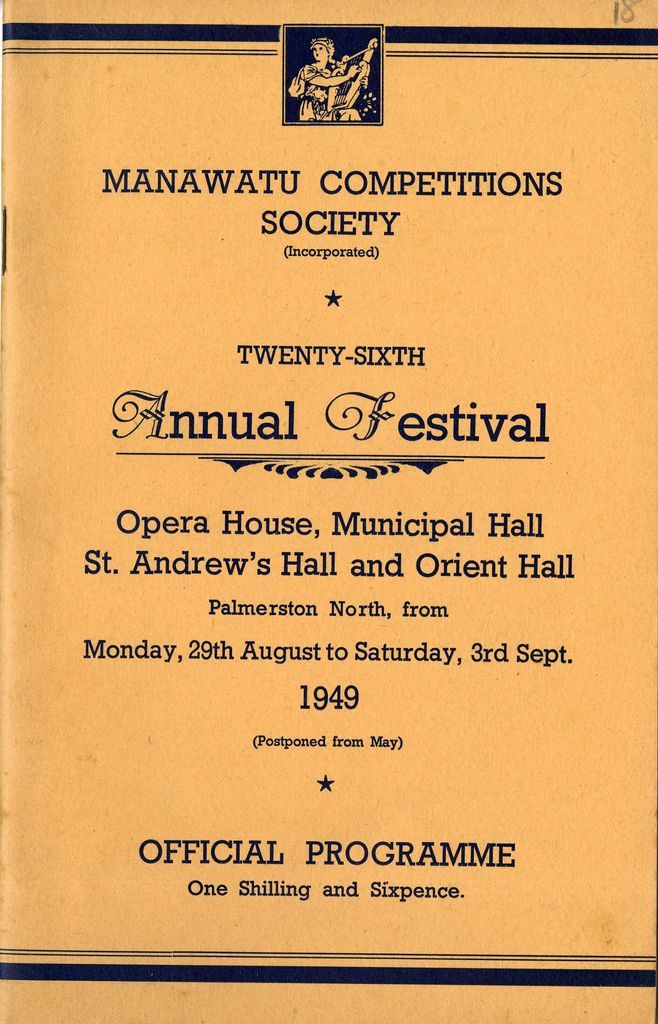 18
MANAWATU COMPETITIONS
SOCIETY
(Incorporated)
TWENTY-SIXTH
Annual Festival
Opera House, Municipal Hall
St. Andrew's Hall and Orient Hall
Palmerston North, from
Monday, 29th August to Saturday, 3rd Sept.
1949
(Postponed from May)
OFFICIAL PROGRAMME
One Shilling and Sixpence.